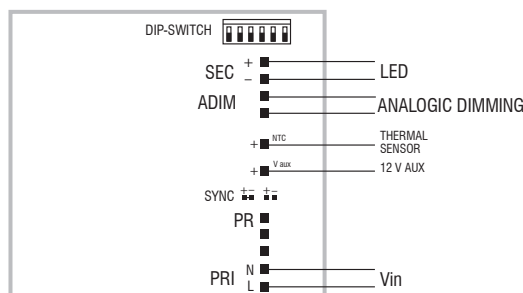 DIP-SWITCH
SEC + LED
−
ADIM ANALOGIC DIMMING
+ NTC THERMAL
SENSOR
+ V aux 12 V AUX
SYNC +− +−
PR
PRI N Vin
L